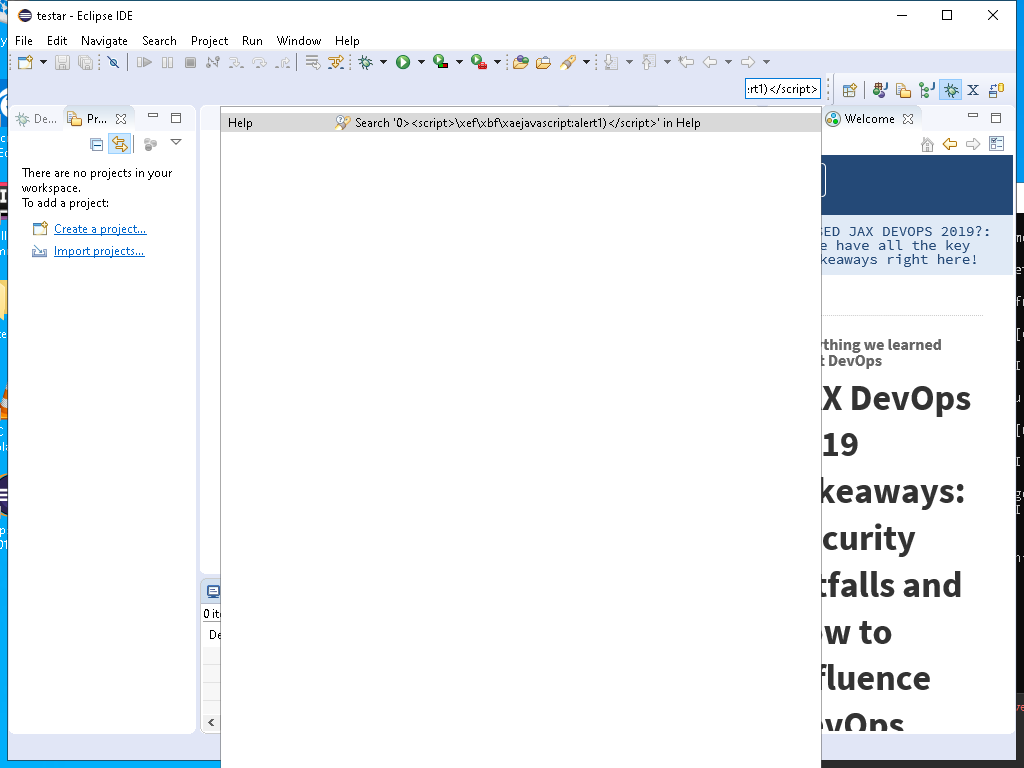 testar - Eclipse IDE
File Edit Navigate Search Project Run Window Help
:rt1)</script>
De... Pr... Welcome
Help Search '0><script>\xef\xbf\xaejavascript:alert1)</script>' in Help
There are no projects in your
workspace.
To add a project:
Create a project...
Import projects...
SED JAX DEVOPS 2019?:
e have all the key
keaways right here!
rything we learned
t DevOps
X DevOps
19
keaways:
curity
tfalls and
ow to
fluence
evOps
0 it
De